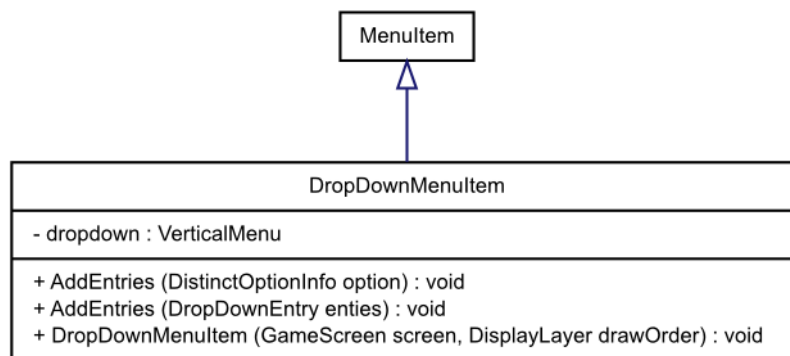 MenuItem
DropDownMenuItem
- dropdown : VerticalMenu
+ AddEntries (DistinctOptionInfo option) : void
+ AddEntries (DropDownEntry enties) : void
+ DropDownMenuItem (GameScreen screen, DisplayLayer drawOrder) : void